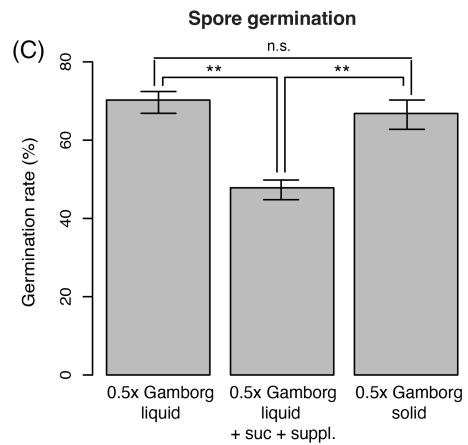 Spore germination
(C)
n.s.
** **
80
60
40
20
0
Germination rate (%)
0.5x Gamborg liquid
0.5x Gamborg liquid + suc + suppl.
0.5x Gamborg solid